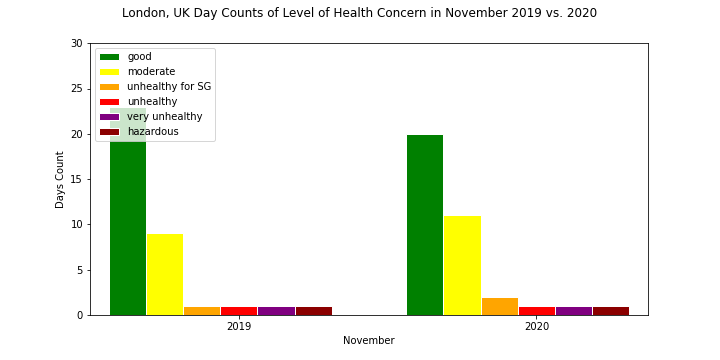 London, UK Day Counts of Level of Health Concern in November 2019 vs. 2020
30
25
20
15
10
5
0
Days Count
good
moderate
unhealthy for SG
unhealthy
very unhealthy
hazardous
2019
2020
November